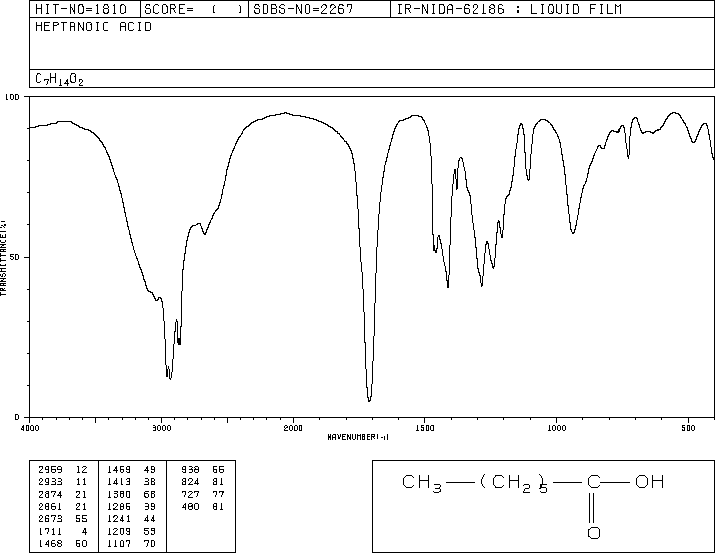 HIT-NO=1810 SCORE= ( ) SDBS-NO=2267 IR-NIDA-62186 : LIQUID FILM
HEPTANOIC ACID
C7H14O2
100
50
0
TRANSMITTANCE(%)
4000 3000 2000 1500 1000 500
WAVENUMBER(-1)
2969 12 1459 49 938 66
2933 11 1413 38 824 81
2874 21 1380 68 727 77
2861 21 1286 39 480 81
2673 55 1241 44
1711 4 1209 59
1468 60 1107 70
CH3 (CH2)5 C OH
O